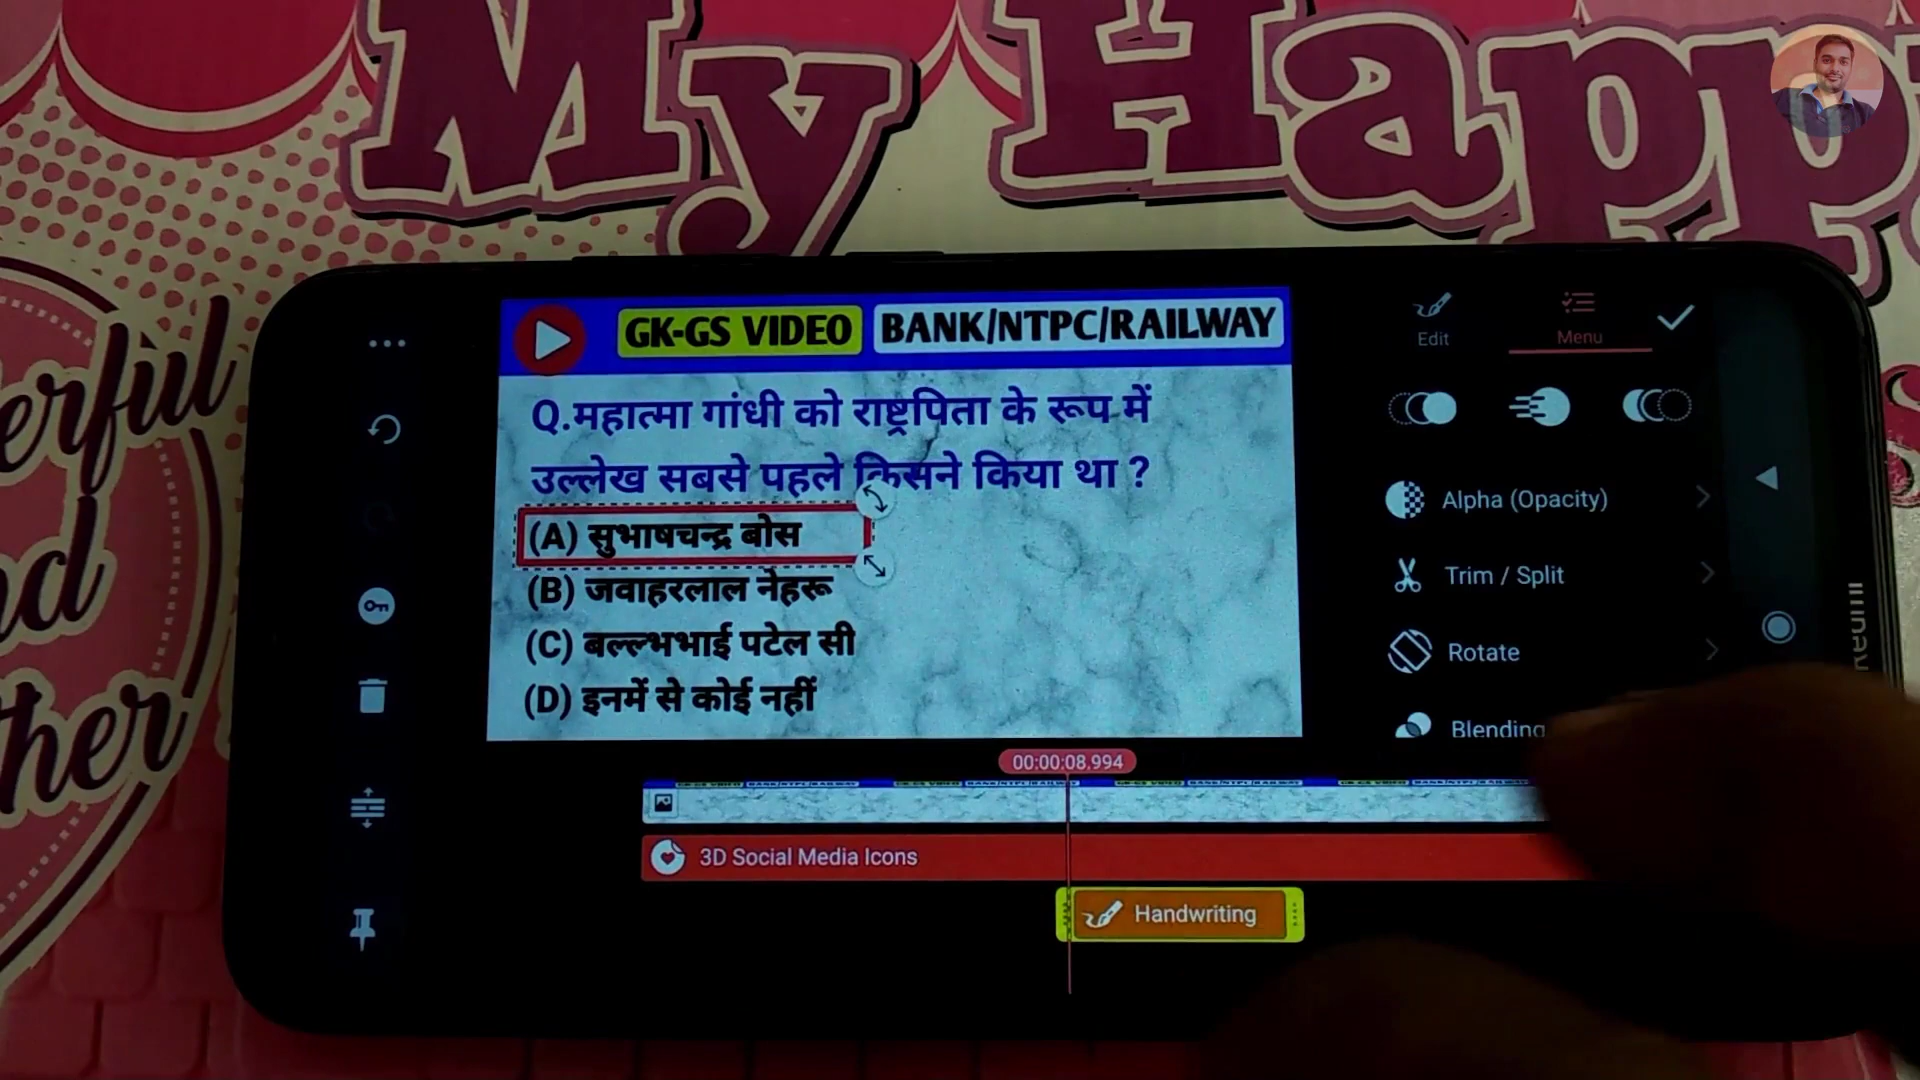 My Happ
erful
nd
ther
GK-GS VIDEO
BANK/NTPC/RAILWAY
Q.महात्मा गांधी को राष्ट्रपिता के रूप में
उल्लेख सबसे पहले किसने किया था ?
(A) सुभाषचन्द्र बोस
(B) जवाहरलाल नेहरू
(C) बल्ल्भभाई पटेल सी
(D) इनमें से कोई नहीं
Edit
Menu
Alpha (Opacity)
Trim / Split
Rotate
Blending
00:00:08.994
3D Social Media Icons
Handwriting
Redmi